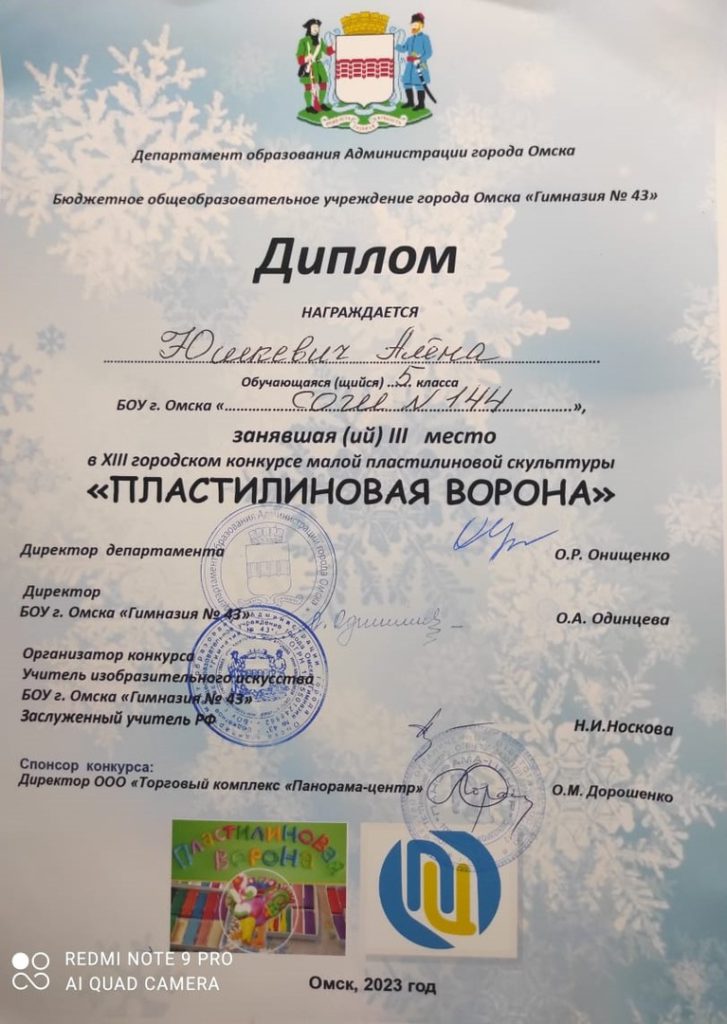 Департамент образования Администрации города Омска
Бюджетное общеобразовательное учреждение города Омска «Гимназия № 43»
Диплом
НАГРАЖДАЕТСЯ
Юшкевич Алёна
Обучающаяся (щийся) ..5.. класса
БОУ г. Омска «СОШ № 144»,
занявшая (ий) III место
в XIII городском конкурсе малой пластилиновой скульптуры
«ПЛАСТИЛИНОВАЯ ВОРОНА»
Директор департамента О.Р. Онищенко
Директор
БОУ г. Омска «Гимназия № 43» О.А. Одинцева
Организатор конкурса
Учитель изобразительного искусства
БОУ г. Омска «Гимназия № 43»
Заслуженный учитель РФ Н.И.Носкова
Спонсор конкурса:
Директор ООО «Торговый комплекс «Панорама-центр» О.М. Дорошенко
Пластилиновая
ворона
ПЦ
REDMI NOTE 9 PRO
AI QUAD CAMERA
Омск, 2023 год